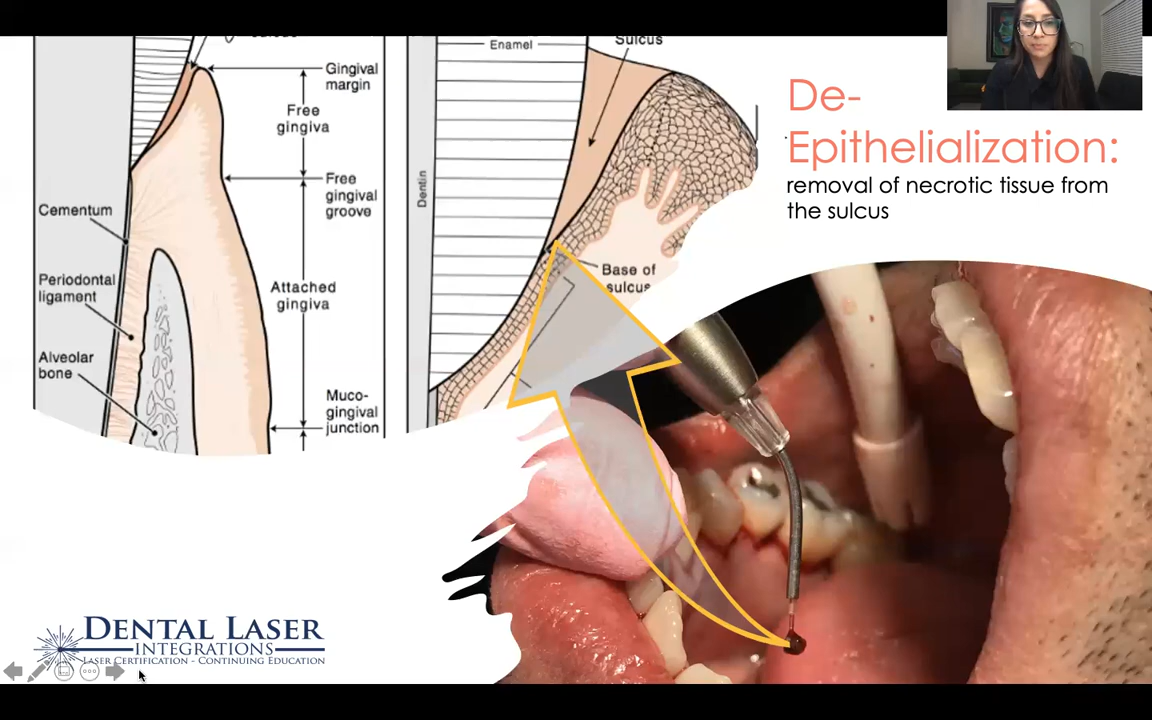 Gingival
margin
Free
gingiva
Free
gingival
groove
Cementum
Periodontal
ligament
Attached
gingiva
Alveolar
bone
Muco-
gingival
junction
Enamel
Sulcus
Dentin
Base of
sulcus
De-
Epithelialization:
removal of necrotic tissue from
the sulcus
DENTAL LASER
INTEGRATIONS
LASER CERTIFICATION - CONTINUING EDUCATION